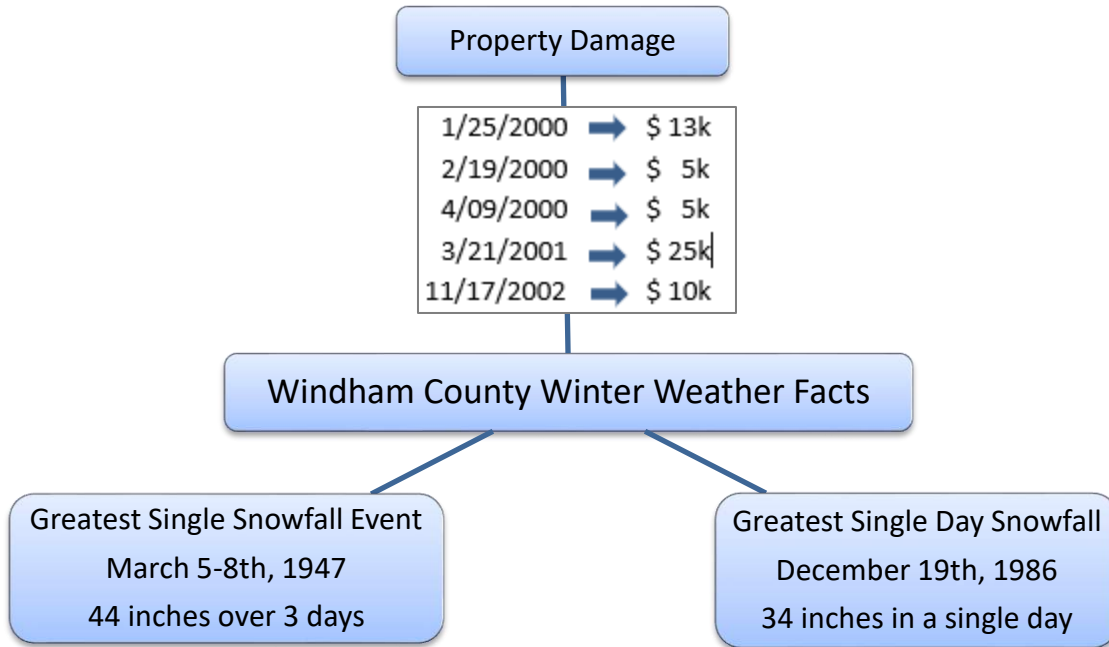 Property Damage
1/25/2000 $ 13k
2/19/2000 $ 5k
4/09/2000 $ 5k
3/21/2001 $ 25k
11/17/2002 $ 10k
Windham County Winter Weather Facts
Greatest Single Snowfall Event
March 5-8th, 1947
44 inches over 3 days
Greatest Single Day Snowfall
December 19th, 1986
34 inches in a single day